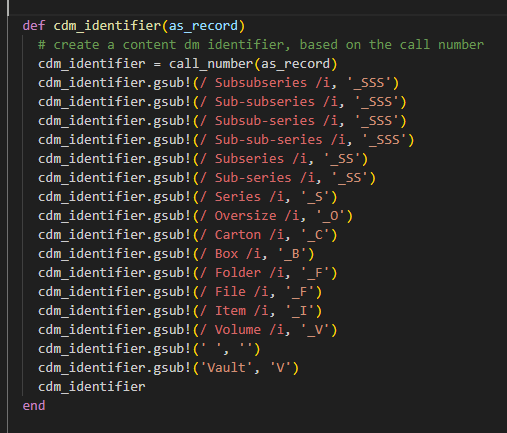 def cdm_identifier(as_record)
# create a content dm identifier, based on the call number
cdm_identifier = call_number(as_record)
cdm_identifier.gsub!(/ Subsubseries /i, '_SSS')
cdm_identifier.gsub!(/ Sub-subseries /i, '_SSS')
cdm_identifier.gsub!(/ Subsub-series /i, '_SSS')
cdm_identifier.gsub!(/ Sub-sub-series /i, '_SSS')
cdm_identifier.gsub!(/ Subseries /i, '_SS')
cdm_identifier.gsub!(/ Sub-series /i, '_SS')
cdm_identifier.gsub!(/ Series /i, '_S')
cdm_identifier.gsub!(/ Oversize /i, '_O')
cdm_identifier.gsub!(/ Carton /i, '_C')
cdm_identifier.gsub!(/ Box /i, '_B')
cdm_identifier.gsub!(/ Folder /i, '_F')
cdm_identifier.gsub!(/ File /i, '_F')
cdm_identifier.gsub!(/ Item /i, '_I')
cdm_identifier.gsub!(/ Volume /i, '_V')
cdm_identifier.gsub!(' ', '')
cdm_identifier.gsub!('Vault', 'V')
cdm_identifier
end